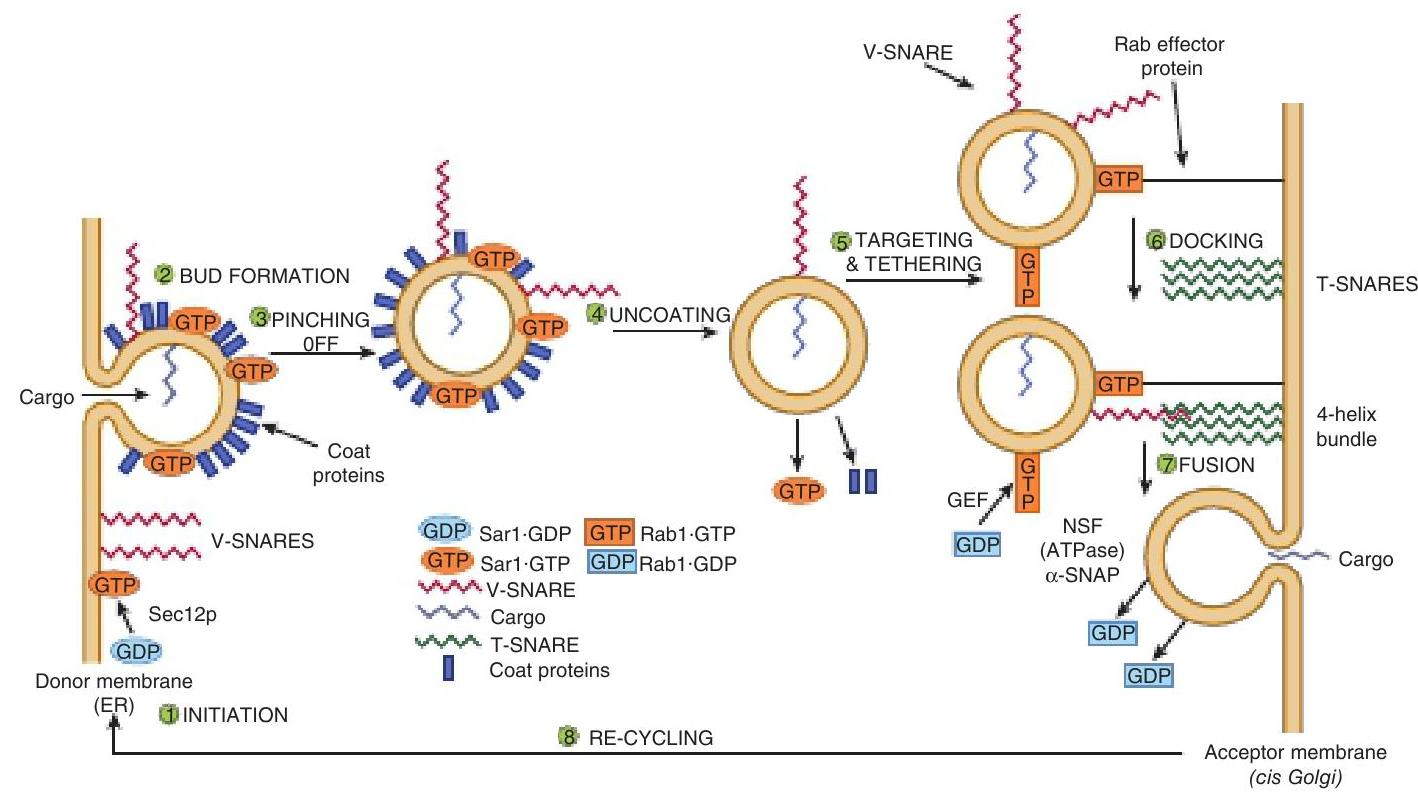 V-SNARE
Rab effector
protein
GTP
GTP
2 BUD FORMATION
GTP
3 PINCHING
0FF
GTP
GTP
Cargo
Coat
proteins
GTP
GTP
GTP
4 UNCOATING
GTP
5 TARGETING
& TETHERING
6 DOCKING
T-SNARES
GTP
4-helix
bundle
GTP
7 FUSION
GEF
GDP
NSF
(ATPase)
α-SNAP
Cargo
GDP
GDP
V-SNARES
GTP
Sec12p
GDP
Donor membrane
(ER)
1 INITIATION
GDP Sar1·GDP GTP Rab1·GTP
GTP Sar1·GTP GDP Rab1·GDP
V-SNARE
Cargo
T-SNARE
Coat proteins
8 RE-CYCLING
Acceptor membrane
(cis Golgi)